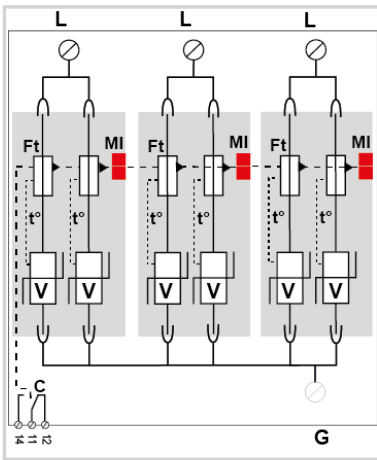 L L L
Ft MI Ft MI Ft MI
t° t° t° t° t° t°
V V V V V V
C
14 11 12
G